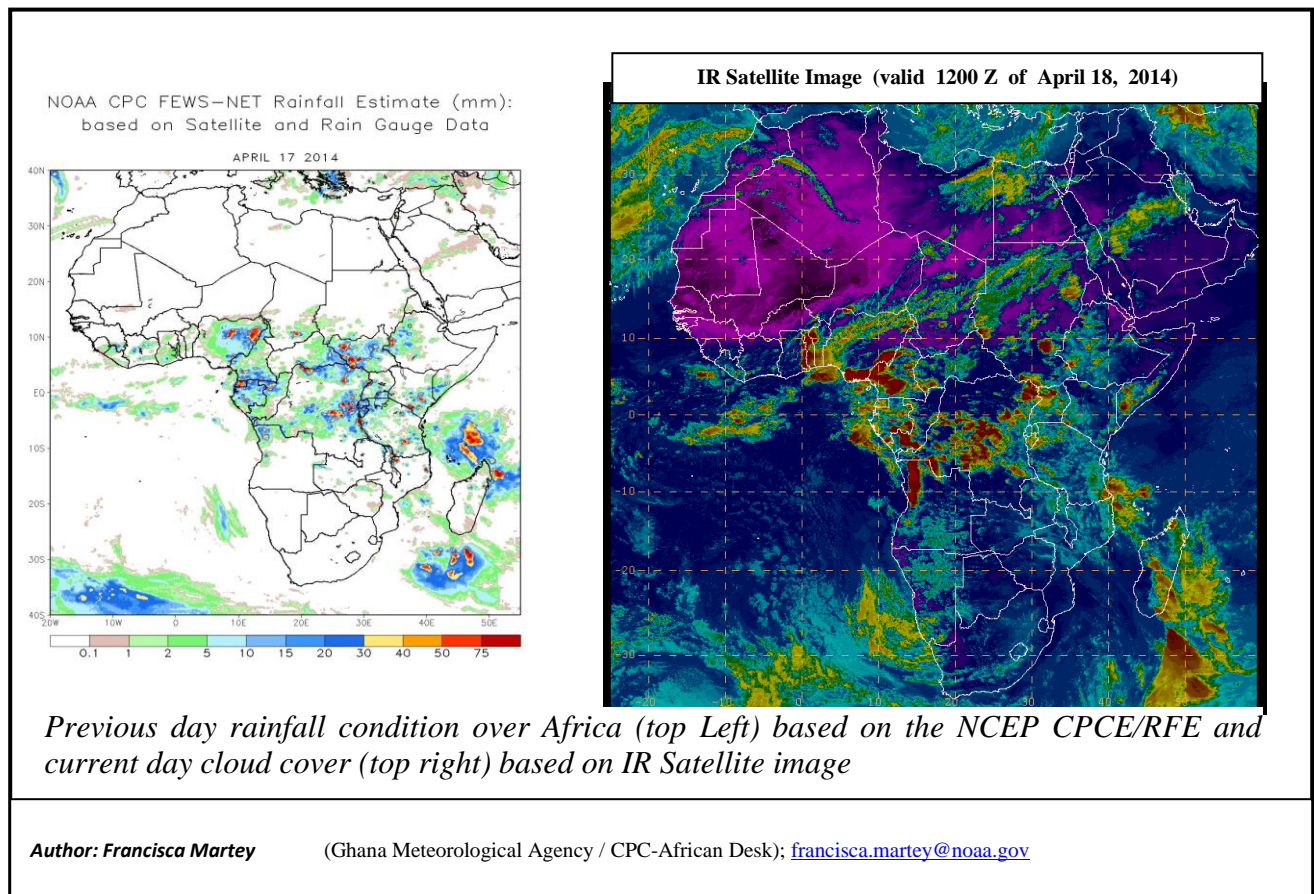 NOAA CPC FEWS-NET Rainfall Estimate (mm):
based on Satellite and Rain Gauge Data
APRIL 17 2014
40N
30N
20N
10N
EQ
10S
20S
30S
40S
20W 10W 0 10E 20E 30E 40E 50E
0.1 1 2 5 10 15 20 30 40 50 75
IR Satellite Image (valid 1200 Z of April 18, 2014)
30
20
10
0
-10
-20
-30
-20 -10 0 10 20 30 40 50
Previous day rainfall condition over Africa (top Left) based on the NCEP CPCE/RFE and
current day cloud cover (top right) based on IR Satellite image
Author: Francisca Martey (Ghana Meteorological Agency / CPC-African Desk); francisca.martey@noaa.gov